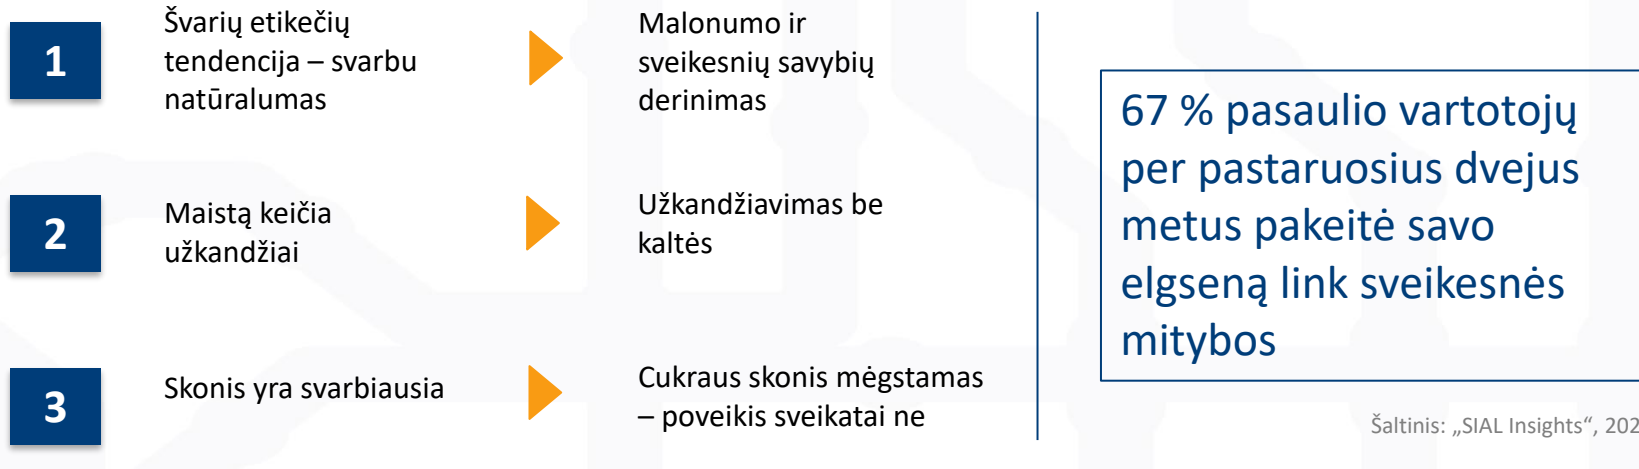 1
Švarių etikečių
tendencija – svarbu
natūralumas
Malonumo ir
sveikesnių savybių
derinimas
2
Maistą keičia
užkandžiai
Užkandžiavimas be
kaltės
3
Skonis yra svarbiausia
Cukraus skonis mėgstamas
– poveikis sveikatai ne
67 % pasaulio vartotojų
per pastaruosius dvejus
metus pakeitė savo
elgseną link sveikesnės
mitybos
Šaltinis: „SIAL Insights“, 202